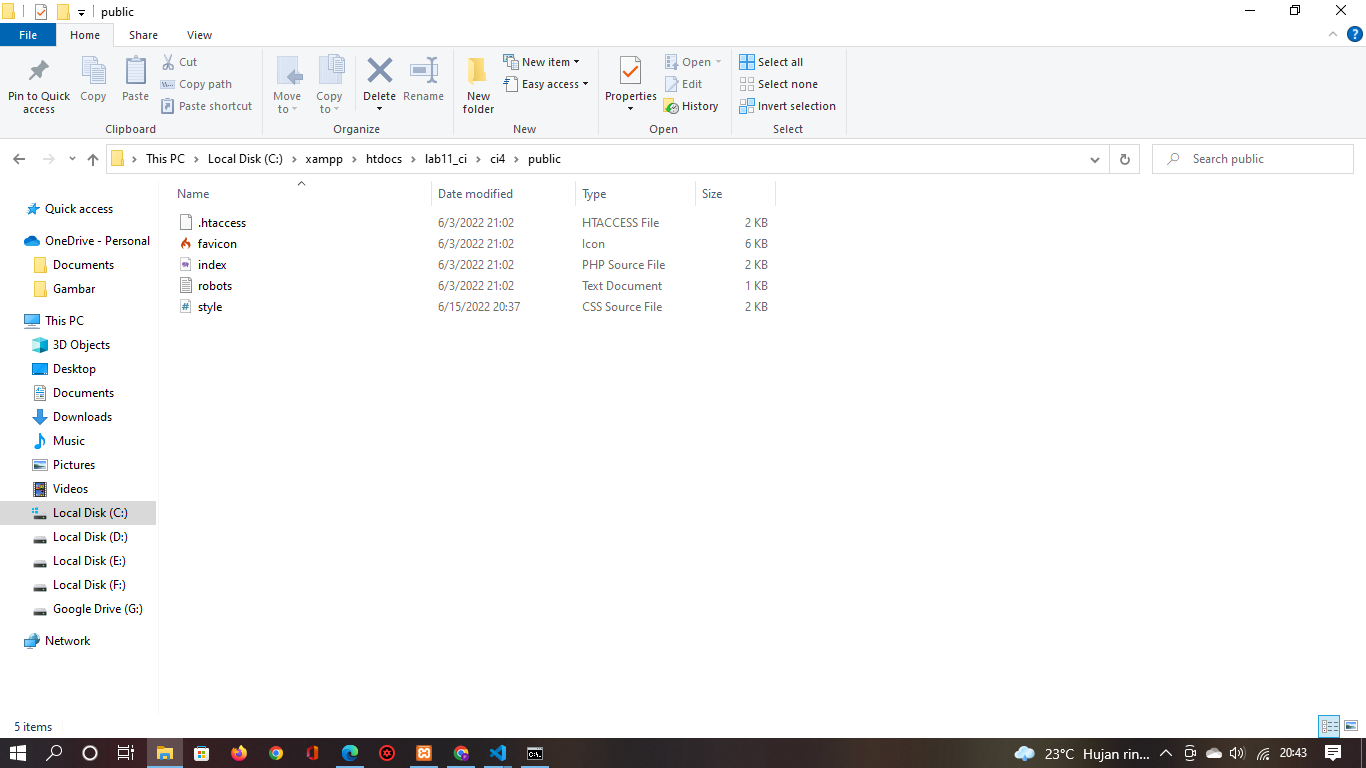 public
File Home Share View
Pin to Quick access
Copy
Paste
Cut
Copy path
Paste shortcut
Clipboard
Move to
Copy to
Delete
Rename
Organize
New folder
New item
Easy access
New
Properties
Open
Edit
History
Open
Select all
Select none
Invert selection
Select
This PC Local Disk (C:) xampp htdocs lab11_ci ci4 public
Search public
Quick access
OneDrive - Personal
Documents
Gambar
This PC
3D Objects
Desktop
Documents
Downloads
Music
Pictures
Videos
Local Disk (C:)
Local Disk (D:)
Local Disk (E:)
Local Disk (F:)
Google Drive (G:)
Network
Name Date modified Type Size
.htaccess 6/3/2022 21:02 HTACCESS File 2 KB
favicon 6/3/2022 21:02 Icon 6 KB
index 6/3/2022 21:02 PHP Source File 2 KB
robots 6/3/2022 21:02 Text Document 1 KB
style 6/15/2022 20:37 CSS Source File 2 KB
5 items
23°C Hujan rin... 20:43